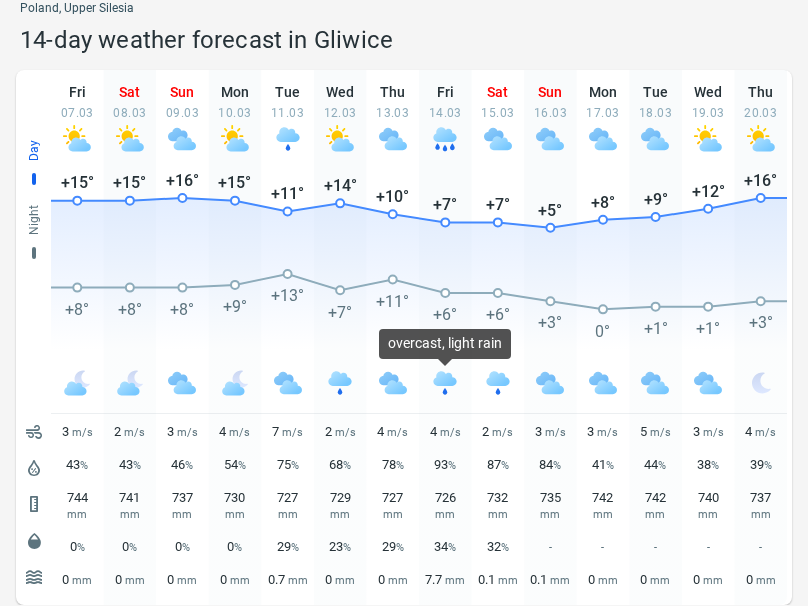 Poland, Upper Silesia
14-day weather forecast in Gliwice
Fri Sat Sun Mon Tue Wed Thu Fri Sat Sun Mon Tue Wed Thu
07.03 08.03 09.03 10.03 11.03 12.03 13.03 14.03 15.03 16.03 17.03 18.03 19.03 20.03
Day
+15° +15° +16° +15° +11° +14° +10° +7° +7° +5° +8° +9° +12° +16°
Night
+8° +8° +8° +9° +13° +7° +11° +6° +6° +3° 0° +1° +1° +3°
overcast, light rain
3 m/s 2 m/s 3 m/s 4 m/s 7 m/s 2 m/s 4 m/s 4 m/s 2 m/s 3 m/s 3 m/s 5 m/s 3 m/s 4 m/s
43% 43% 46% 54% 75% 68% 78% 93% 87% 84% 41% 44% 38% 39%
744 741 737 730 727 729 727 726 732 735 742 742 740 737
mm mm mm mm mm mm mm mm mm mm mm mm mm mm
0% 0% 0% 0% 29% 23% 29% 34% 32% - - - - -
0 mm 0 mm 0 mm 0 mm 0.7 mm 0 mm 0 mm 7.7 mm 0.1 mm 0.1 mm 0 mm 0 mm 0 mm 0 mm